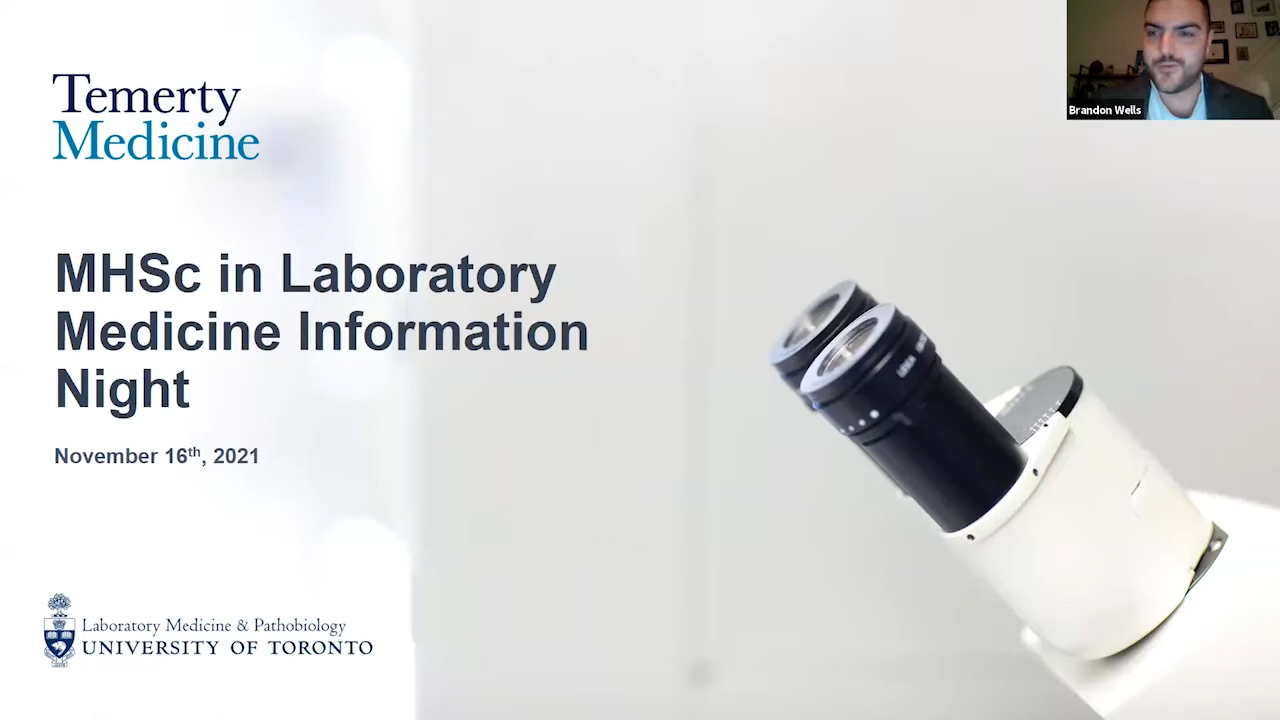 Temerty
Medicine
Brandon Wells
MHSc in Laboratory
Medicine Information
Night
November 16th, 2021
Laboratory Medicine & Pathobiology
UNIVERSITY OF TORONTO